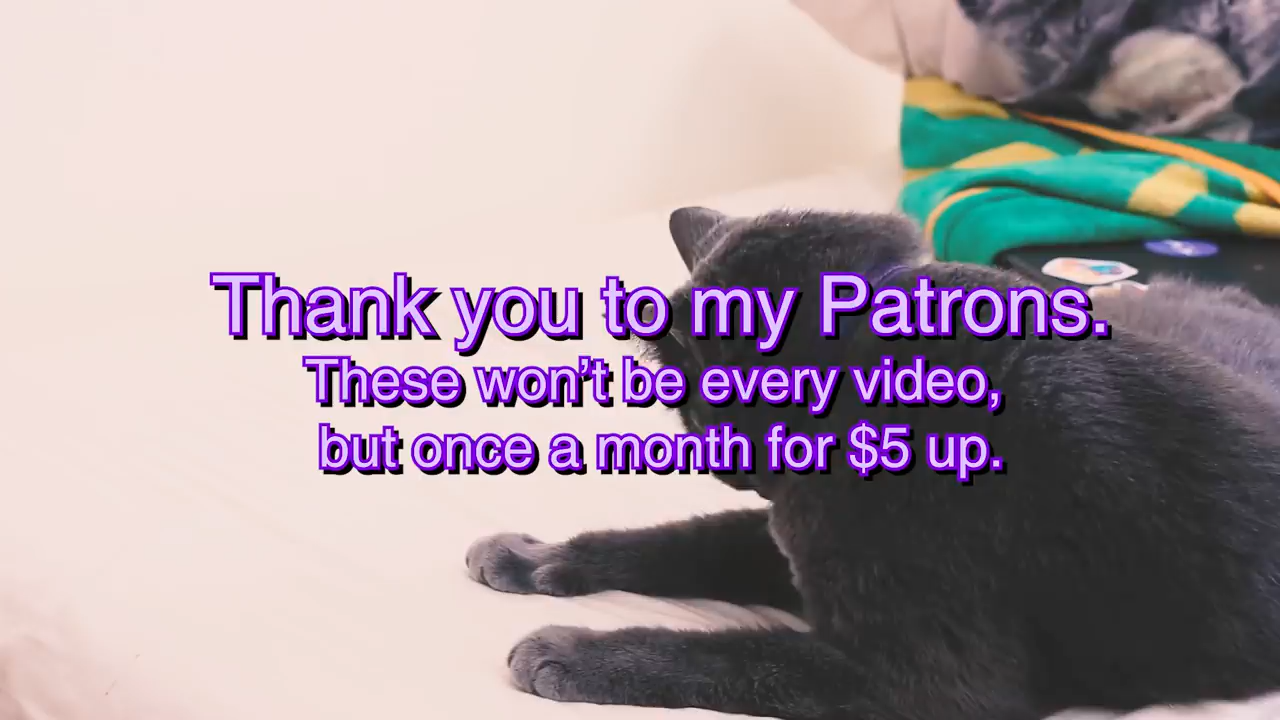 Thank you to my Patrons.
These won't be every video,
but once a month for $5 up.